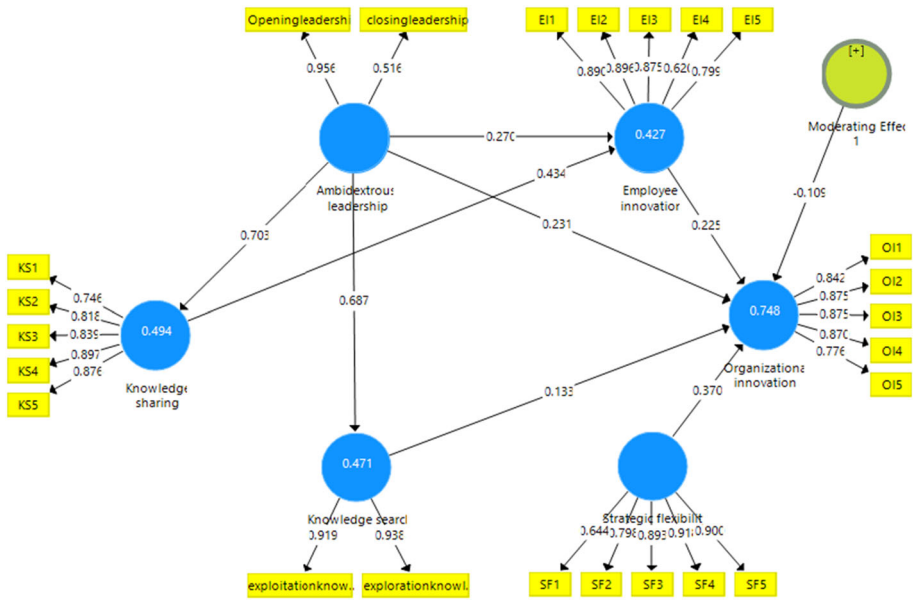 Openingleadershi
closingleadership
EI1
EI2
EI3
EI4
EI5
[+]
0.956
0.516
0.890
0.896
0.875
0.620
0.799
Moderating Effec
1
0.270
0.427
Ambidextrous
leadership
0.434
Employee
innovation
-0.109
0.703
0.231
0.225
KS1
KS2
KS3
KS4
KS5
0.746
0.818
0.839
0.897
0.876
0.494
Knowledge
sharing
0.687
0.748
Organizationa
innovation
0.842
0.875
0.875
0.870
0.776
OI1
OI2
OI3
OI4
OI5
0.133
0.370
0.471
Knowledge search
0.919
0.938
exploitationknow..
explorationknowl.
Strategic flexibilit
0.644
0.798
0.893
0.900
SF1
SF2
SF3
SF4
SF5